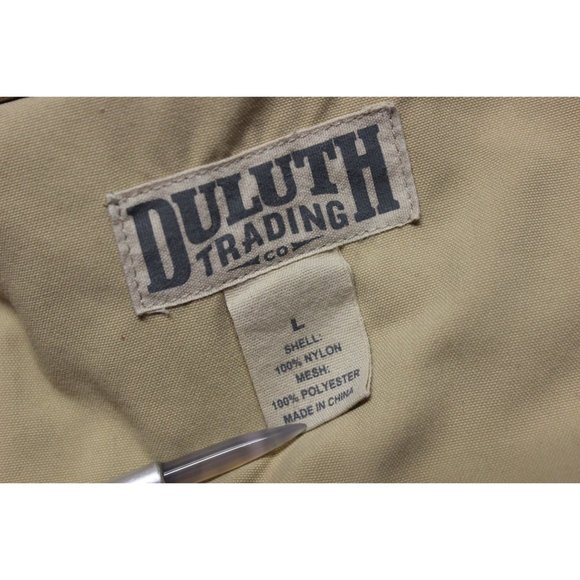 DULUTH
TRADING
CO
L
SHELL:
100% NYLON
MESH:
100% POLYESTER
MADE IN CHINA